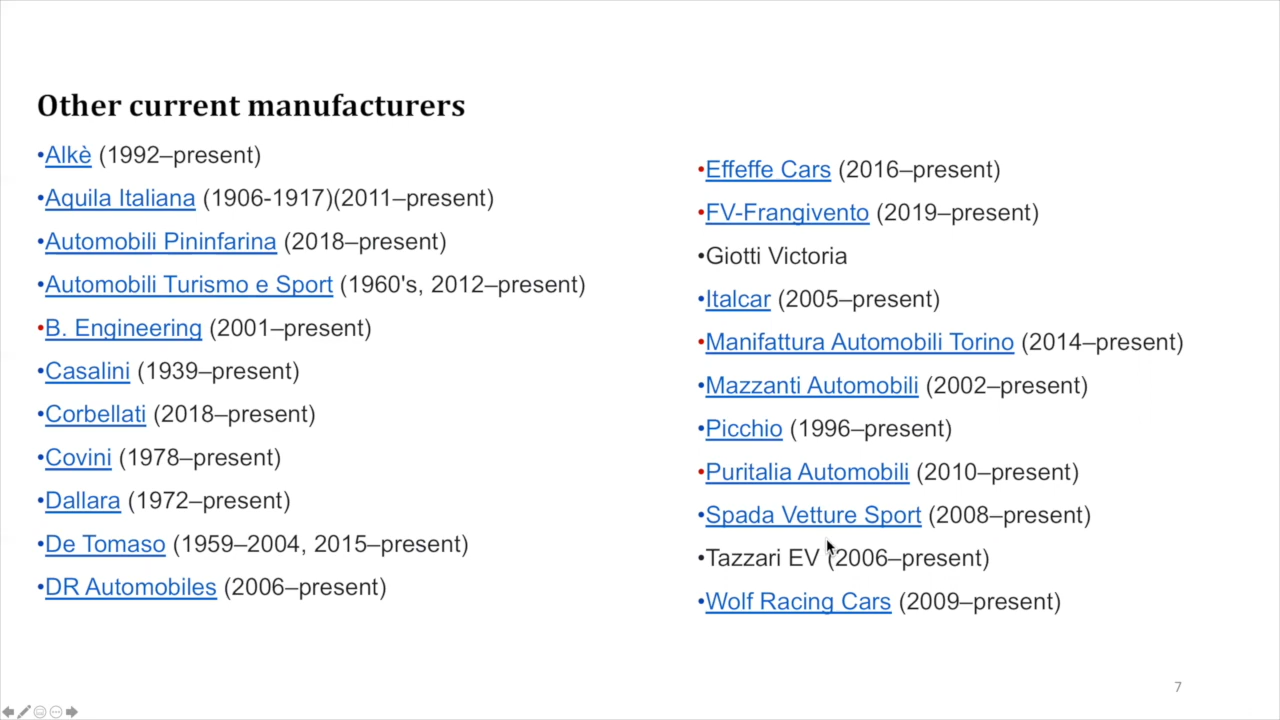 Other current manufacturers
•Alkè (1992–present)
•Aquila Italiana (1906-1917)(2011–present)
•Automobili Pininfarina (2018–present)
•Automobili Turismo e Sport (1960's, 2012–present)
•B. Engineering (2001–present)
•Casalini (1939–present)
•Corbellati (2018–present)
•Covini (1978–present)
•Dallara (1972–present)
•De Tomaso (1959–2004, 2015–present)
•DR Automobiles (2006–present)
•Effeffe Cars (2016–present)
•FV-Frangivento (2019–present)
•Giotti Victoria
•Italcar (2005–present)
•Manifattura Automobili Torino (2014–present)
•Mazzanti Automobili (2002–present)
•Picchio (1996–present)
•Puritalia Automobili (2010–present)
•Spada Vetture Sport (2008–present)
•Tazzari EV (2006–present)
•Wolf Racing Cars (2009–present)
7